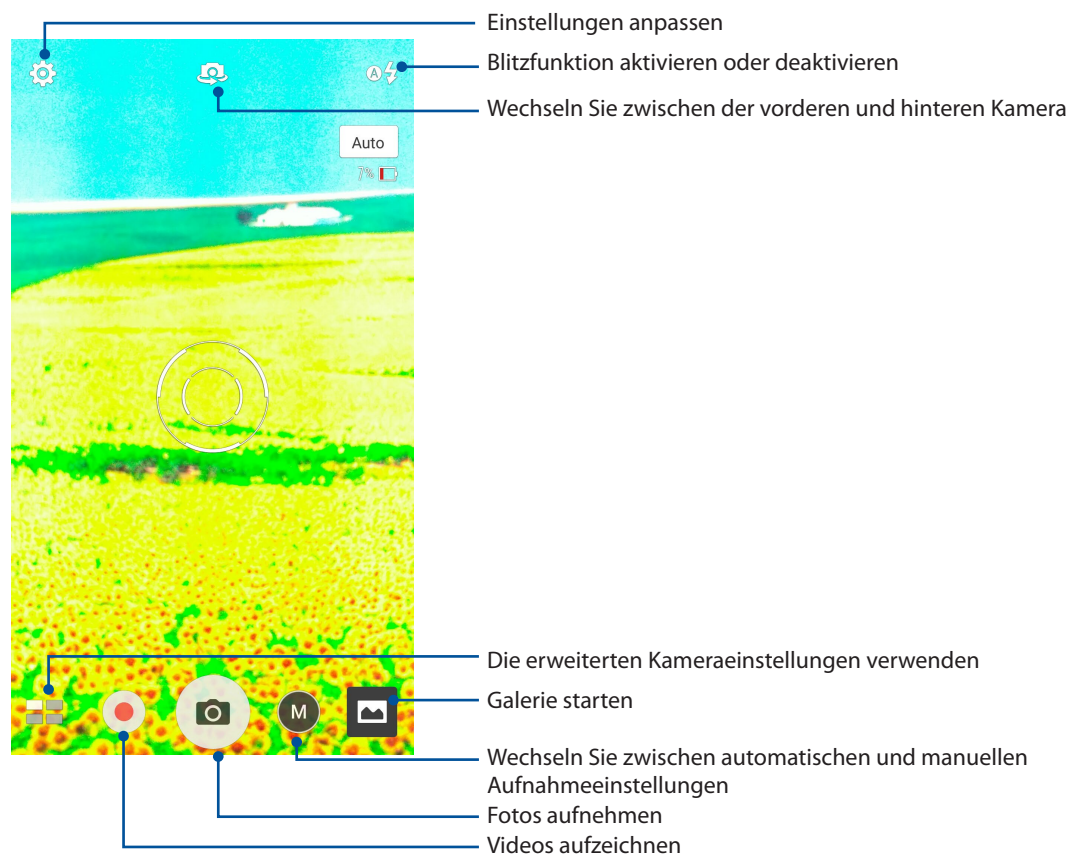 Einstellungen anpassen
Blitzfunktion aktivieren oder deaktivieren
A
Wechseln Sie zwischen der vorderen und hinteren Kamera
Auto
7%
Die erweiterten Kameraeinstellungen verwenden
Galerie starten
M
Wechseln Sie zwischen automatischen und manuellen
Aufnahmeeinstellungen
Fotos aufnehmen
Videos aufzeichnen